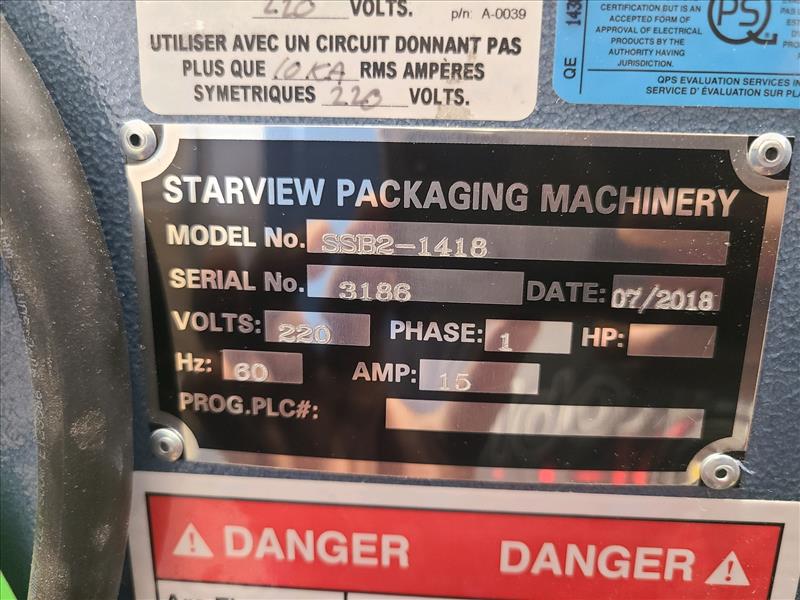 220 VOLTS.
p/n: A-0039
UTILISER AVEC UN CIRCUIT DONNANT PAS
PLUS QUE 10KA RMS AMPÈRES
SYMETRIQUES 220 VOLTS.
CERTIFICATION BUT IS AN
ACCEPTED FORM OF
APPROVAL OF ELECTRICAL
PRODUCTS BY THE
AUTHORITY HAVING
JURISDICTION.
QPS EVALUATION SERVICES
SERVICE D' ÉVALUATION SUR
QE
STARVIEW PACKAGING MACHINERY
MODEL No. SSB2-1418
SERIAL No. 3186 DATE: 07/2018
VOLTS: 220 PHASE: 1 HP:
Hz: 60 AMP: 15
PROG.PLC#:
DANGER DANGER